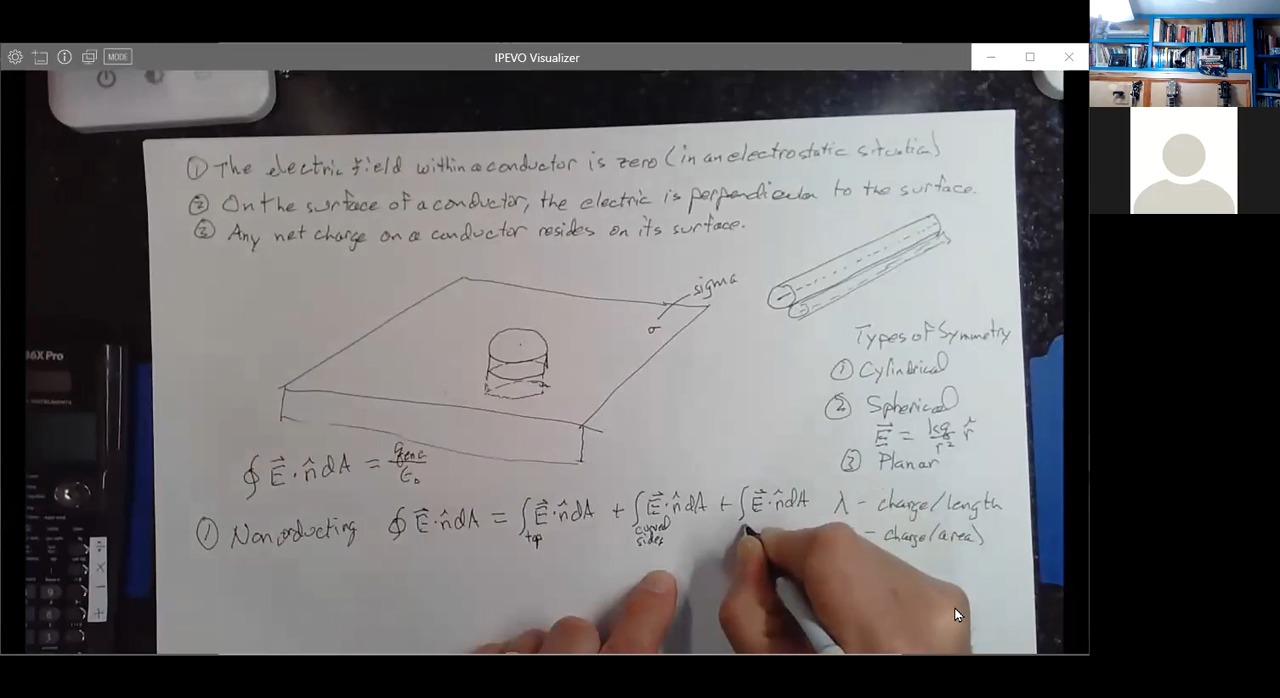 MODE
IPEVO Visualizer
① The electric field within a conductor is zero (in an electrostatic situation)
② On the surface of a conductor, the electric is perpendicular to the surface.
③ Any net charge on a conductor resides on its surface.
sigma
σ
Types of Symmetry
① Cylindrical
② Spherical
E⃗ = kq/r² r̂
③ Planar
36X Pro
∮ E⃗·n̂ dA = q_enc/ε₀
① Nonconducting ∮ E⃗·n̂ dA = ∫_top E⃗·n̂ dA + ∫_curved sides E⃗·n̂ dA + ∫ E⃗·n̂ dA
λ – charge/length
– charge/area)